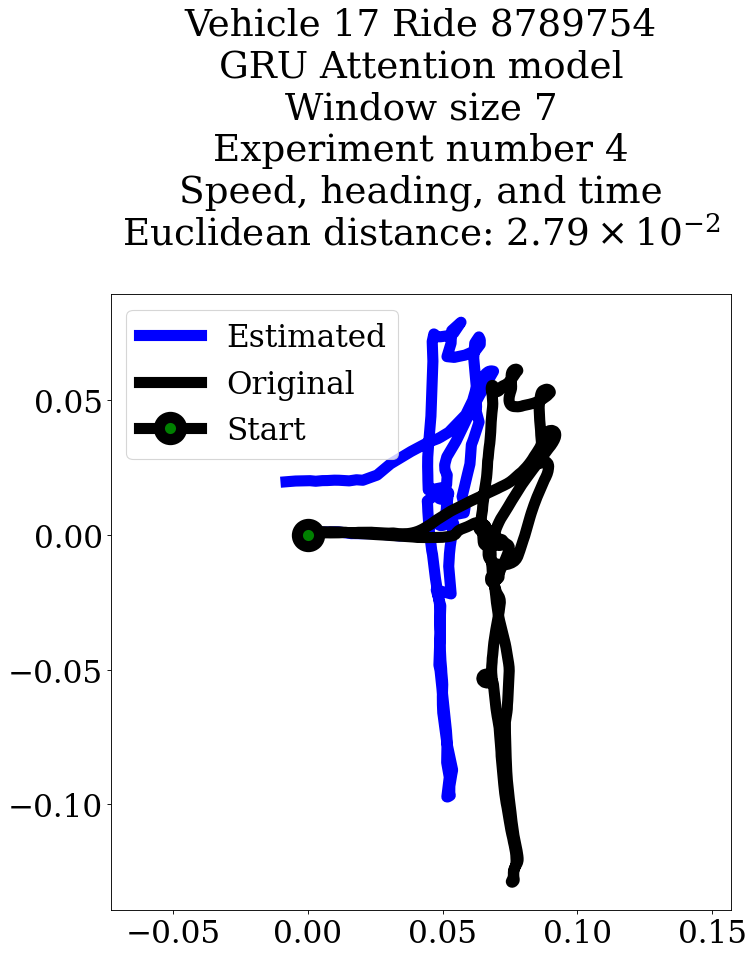 Vehicle 17 Ride 8789754
GRU Attention model
Window size 7
Experiment number 4
Speed, heading, and time
Euclidean distance: 2.79 × 10⁻²
Estimated
Original
Start
0.05
0.00
−0.05
−0.10
−0.05 0.00 0.05 0.10 0.15